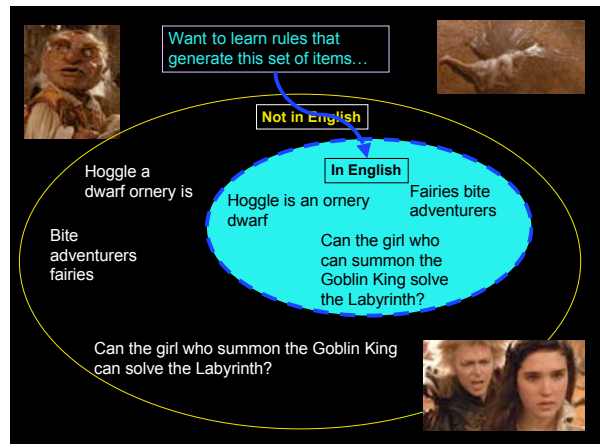 Want to learn rules that
generate this set of items…
Not in English
In English
Hoggle a
dwarf ornery is
Hoggle is an ornery
dwarf
Fairies bite
adventurers
Bite
adventurers
fairies
Can the girl who
can summon the
Goblin King solve
the Labyrinth?
Can the girl who summon the Goblin King
can solve the Labyrinth?